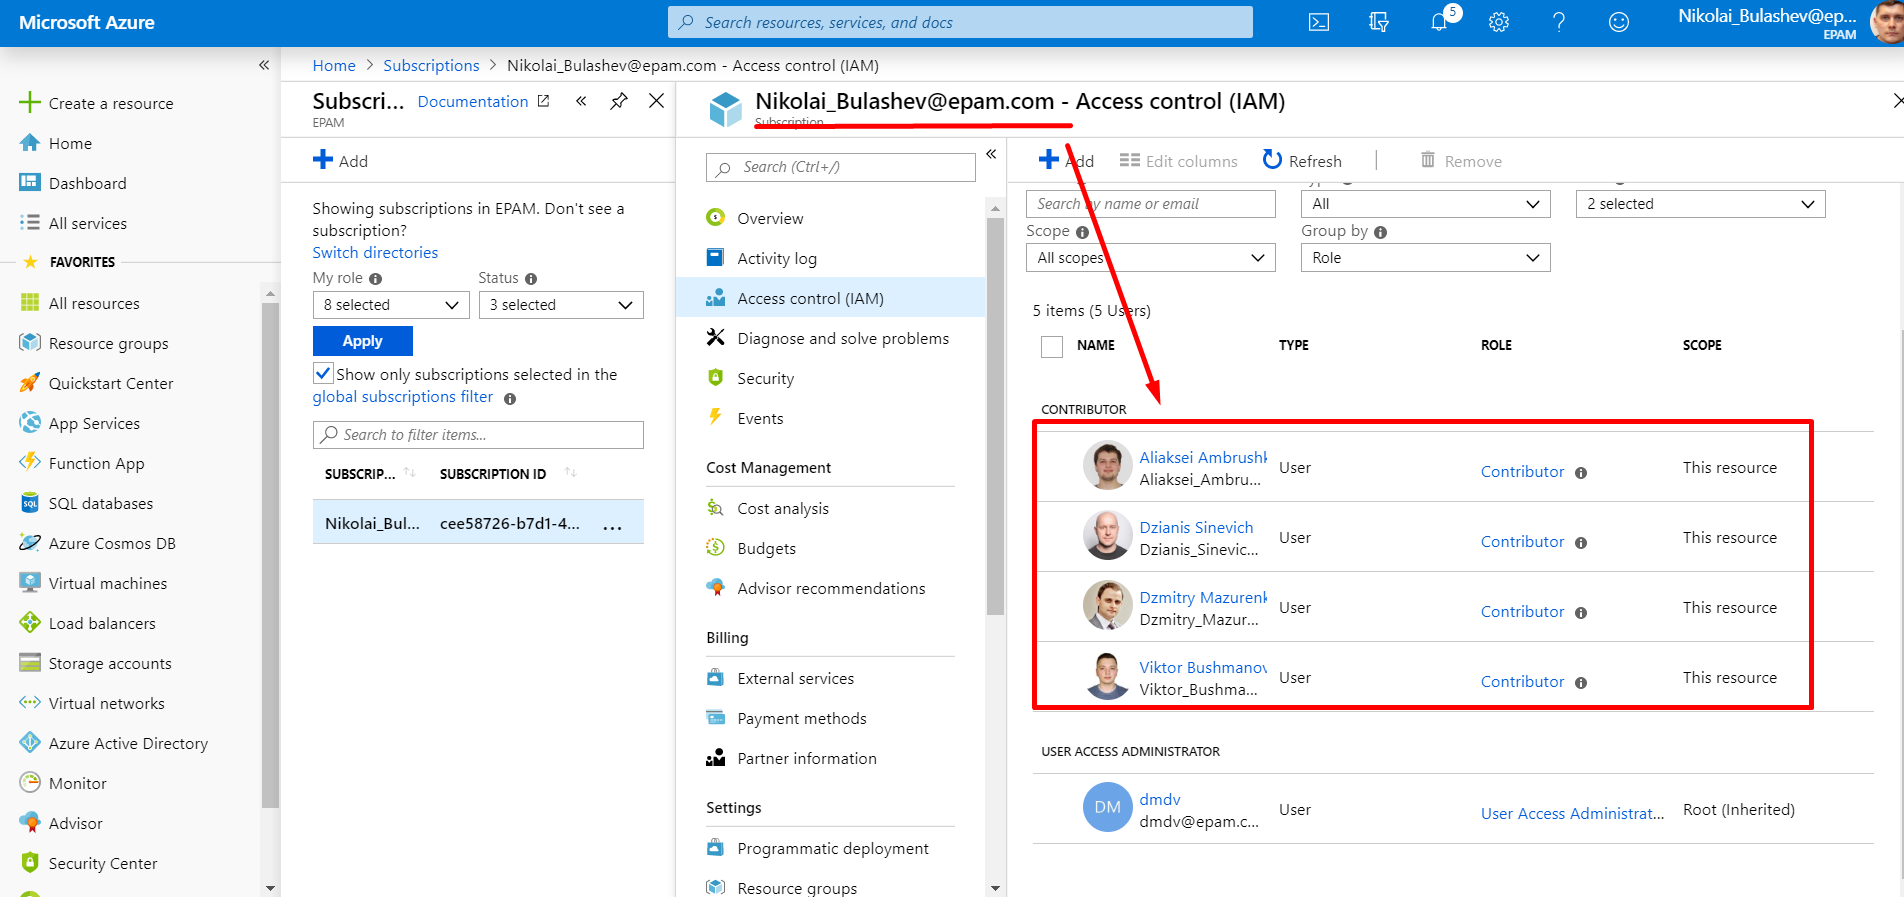 Microsoft Azure
Search resources, services, and docs
5
Nikolai_Bulashev@ep...
EPAM
Create a resource
Home
Dashboard
All services
FAVORITES
All resources
Resource groups
Quickstart Center
App Services
Function App
SQL databases
Azure Cosmos DB
Virtual machines
Load balancers
Storage accounts
Virtual networks
Azure Active Directory
Monitor
Advisor
Security Center
Home > Subscriptions > Nikolai_Bulashev@epam.com - Access control (IAM)
Subscri...
Documentation
EPAM
Add
Showing subscriptions in EPAM. Don't see a
subscription?
Switch directories
My role
Status
8 selected
3 selected
Apply
Show only subscriptions selected in the
global subscriptions filter
Search to filter items...
SUBSCRIP...
SUBSCRIPTION ID
Nikolai_Bul...
cee58726-b7d1-4...
...
Nikolai_Bulashev@epam.com - Access control (IAM)
Subscription
Search (Ctrl+/)
Overview
Activity log
Access control (IAM)
Diagnose and solve problems
Security
Events
Cost Management
Cost analysis
Budgets
Advisor recommendations
Billing
External services
Payment methods
Partner information
Settings
Programmatic deployment
Resource groups
Add
Edit columns
Refresh
Remove
Search by name or email
All
2 selected
Scope
Group by
All scopes
Role
5 items (5 Users)
NAME
TYPE
ROLE
SCOPE
CONTRIBUTOR
Aliaksei Ambrushk
Aliaksei_Ambru...
User
Contributor
This resource
Dzianis Sinevich
Dzianis_Sinevic...
User
Contributor
This resource
Dzmitry Mazurenk
Dzmitry_Mazur...
User
Contributor
This resource
Viktor Bushmanov
Viktor_Bushma...
User
Contributor
This resource
USER ACCESS ADMINISTRATOR
DM
dmdv
dmdv@epam.c...
User
User Access Administrat...
Root (Inherited)